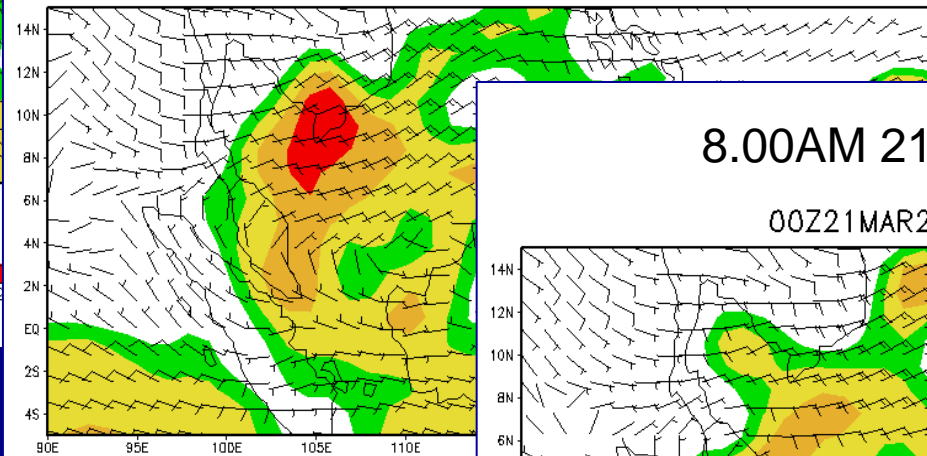 14N
12N
10N
8N
6N
4N
2N
EQ
2S
4S
90E 95E 100E 105E 110E
8.00AM 21
00Z21MAR2
14N
12N
10N
8N
6N